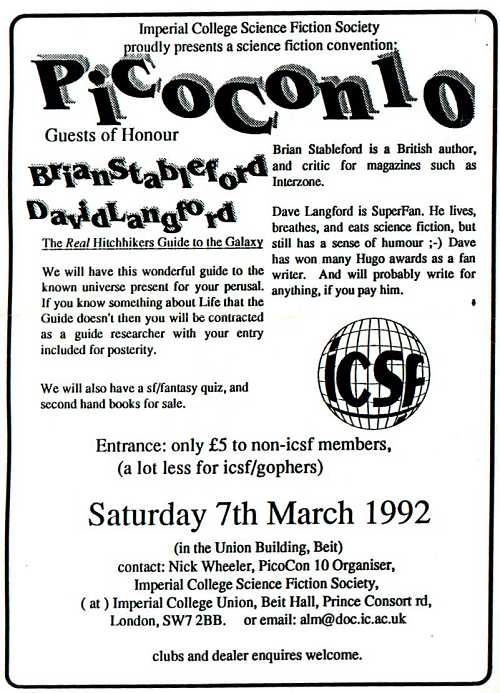 Imperial College Science Fiction Society
proudly presents a science fiction convention:
Picocon10
Guests of Honour
BrianStableford
DavidLangford
The Real Hitchhikers Guide to the Galaxy
We will have this wonderful guide to the
known universe present for your perusal.
If you know something about Life that the
Guide doesn't then you will be contracted
as a guide researcher with your entry
included for posterity.
We will also have a sf/fantasy quiz, and
second hand books for sale.
Brian Stableford is a British author,
and critic for magazines such as
Interzone.
Dave Langford is SuperFan. He lives,
breathes, and eats science fiction, but
still has a sense of humour ;-) Dave
has won many Hugo awards as a fan
writer. And will probably write for
anything, if you pay him.
icsf
Entrance: only £5 to non-icsf members,
(a lot less for icsf/gophers)
Saturday 7th March 1992
(in the Union Building, Beit)
contact: Nick Wheeler, PicoCon 10 Organiser,
Imperial College Science Fiction Society,
( at ) Imperial College Union, Beit Hall, Prince Consort rd,
London, SW7 2BB. or email: alm@doc.ic.ac.uk
clubs and dealer enquires welcome.